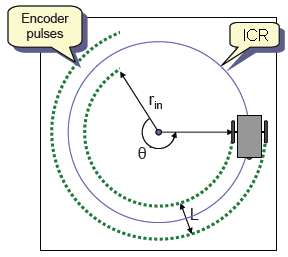 Encoder
pulses
ICR
r_in
θ
L